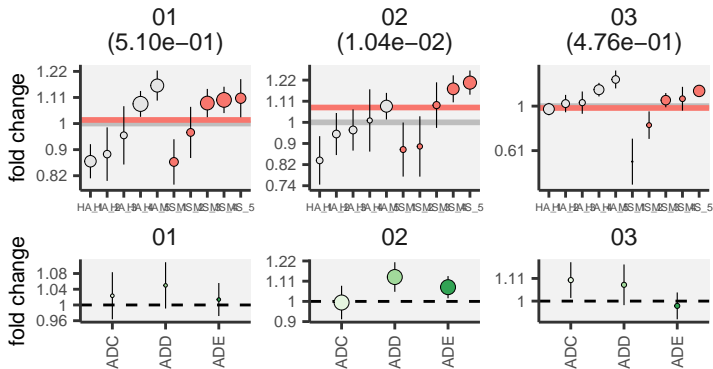 01
(5.10e−01)
02
(1.04e−02)
03
(4.76e−01)
fold change
1.22
1.11
1
0.9
0.82
1.22
1.11
1
0.9
0.82
0.74
1
0.61
01
02
03
fold change
1.08
1.04
1
0.96
1.22
1.11
1
0.9
1.11
1
ADC
ADD
ADE
ADC
ADD
ADE
ADC
ADD
ADE